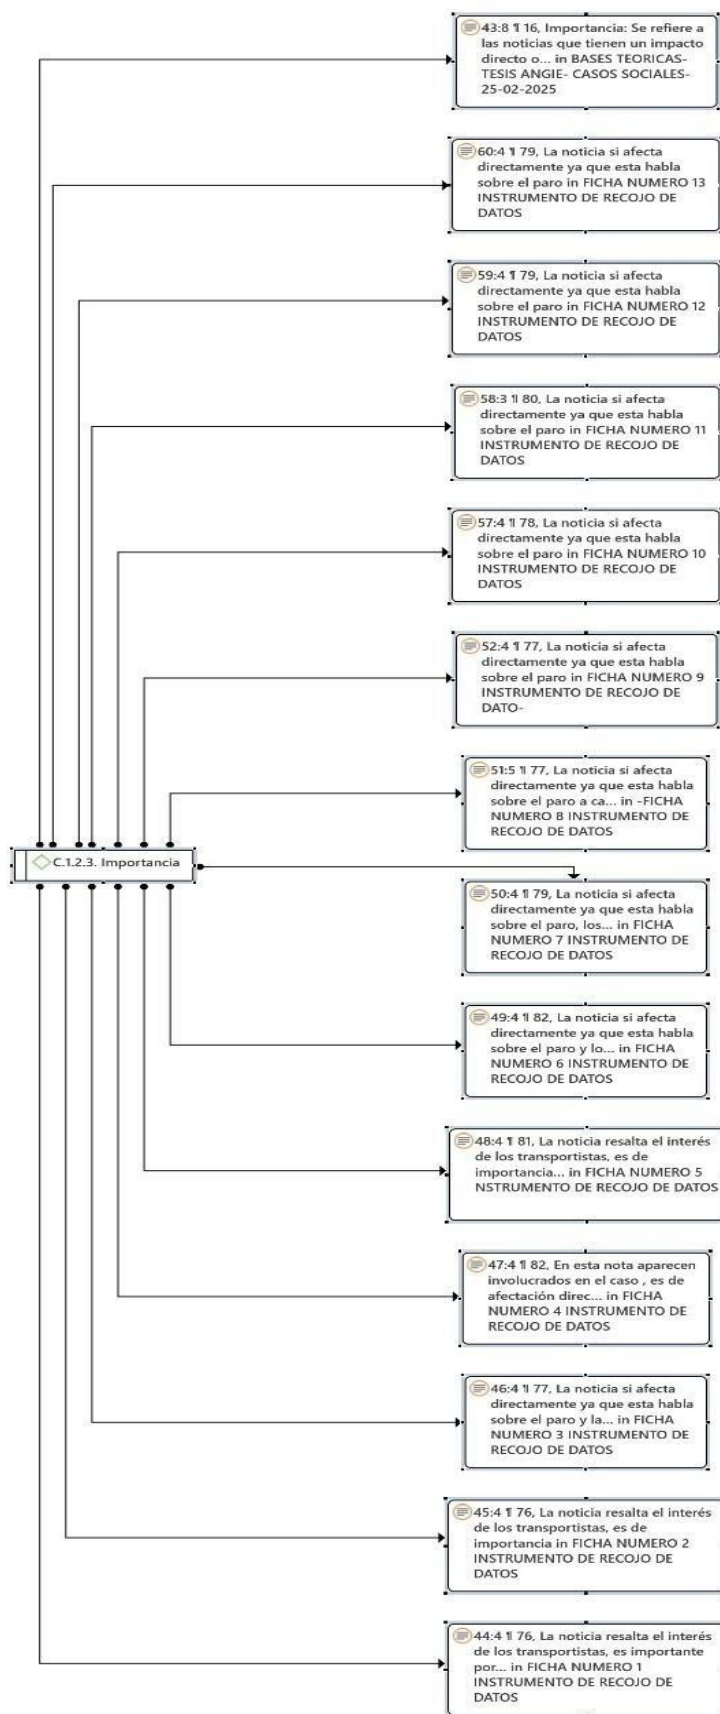 43:8 ¶ 16, Importancia: Se refiere a
las noticias que tienen un impacto
directo o... in BASES TEORICAS-
TESIS ANGIE- CASOS SOCIALES-
25-02-2025
60:4 ¶ 79, La noticia si afecta
directamente ya que esta habla
sobre el paro in FICHA NUMERO 13
INSTRUMENTO DE RECOJO DE
DATOS
59:4 ¶ 79, La noticia si afecta
directamente ya que esta habla
sobre el paro in FICHA NUMERO 12
INSTRUMENTO DE RECOJO DE
DATOS
58:3 ¶ 80, La noticia si afecta
directamente ya que esta habla
sobre el paro in FICHA NUMERO 11
INSTRUMENTO DE RECOJO DE
DATOS
57:4 ¶ 78, La noticia si afecta
directamente ya que esta habla
sobre el paro in FICHA NUMERO 10
INSTRUMENTO DE RECOJO DE
DATOS
52:4 ¶ 77, La noticia si afecta
directamente ya que esta habla
sobre el paro in FICHA NUMERO 9
INSTRUMENTO DE RECOJO DE
DATO-
51:5 ¶ 77, La noticia si afecta
directamente ya que esta habla
sobre el paro a ca... in -FICHA
NUMERO 8 INSTRUMENTO DE
RECOJO DE DATOS
C.1.2.3. Importancia
50:4 ¶ 79, La noticia si afecta
directamente ya que esta habla
sobre el paro, los... in FICHA
NUMERO 7 INSTRUMENTO DE
RECOJO DE DATOS
49:4 ¶ 82, La noticia si afecta
directamente ya que esta habla
sobre el paro y lo... in FICHA
NUMERO 6 INSTRUMENTO DE
RECOJO DE DATOS
48:4 ¶ 81, La noticia resalta el interés
de los transportistas, es de
importancia... in FICHA NUMERO 5
NSTRUMENTO DE RECOJO DE DATOS
47:4 ¶ 82, En esta nota aparecen
involucrados en el caso , es de
afectación direc... in FICHA
NUMERO 4 INSTRUMENTO DE
RECOJO DE DATOS
46:4 ¶ 77, La noticia si afecta
directamente ya que esta habla
sobre el paro y la... in FICHA
NUMERO 3 INSTRUMENTO DE
RECOJO DE DATOS
45:4 ¶ 76, La noticia resalta el interés
de los transportistas, es de
importancia in FICHA NUMERO 2
INSTRUMENTO DE RECOJO DE
DATOS
44:4 ¶ 76, La noticia resalta el interés
de los transportistas, es importante
por... in FICHA NUMERO 1
INSTRUMENTO DE RECOJO DE
DATOS